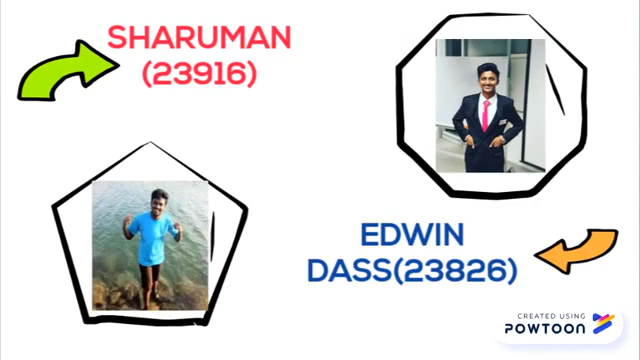 SHARUMAN
(23916)
EDWIN
DASS(23826)
CREATED USING
POWTOON